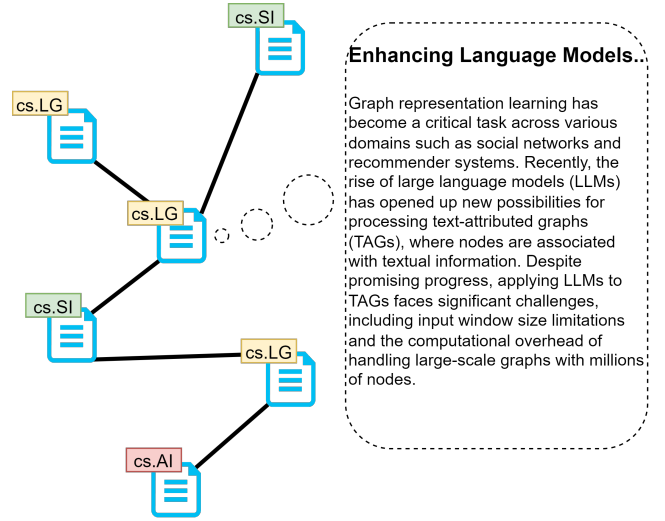 cs.SI
cs.LG
cs.LG
cs.SI
cs.LG
cs.AI
Enhancing Language Models..
Graph representation learning has
become a critical task across various
domains such as social networks and
recommender systems. Recently, the
rise of large language models (LLMs)
has opened up new possibilities for
processing text-attributed graphs
(TAGs), where nodes are associated
with textual information. Despite
promising progress, applying LLMs to
TAGs faces significant challenges,
including input window size limitations
and the computational overhead of
handling large-scale graphs with millions
of nodes.